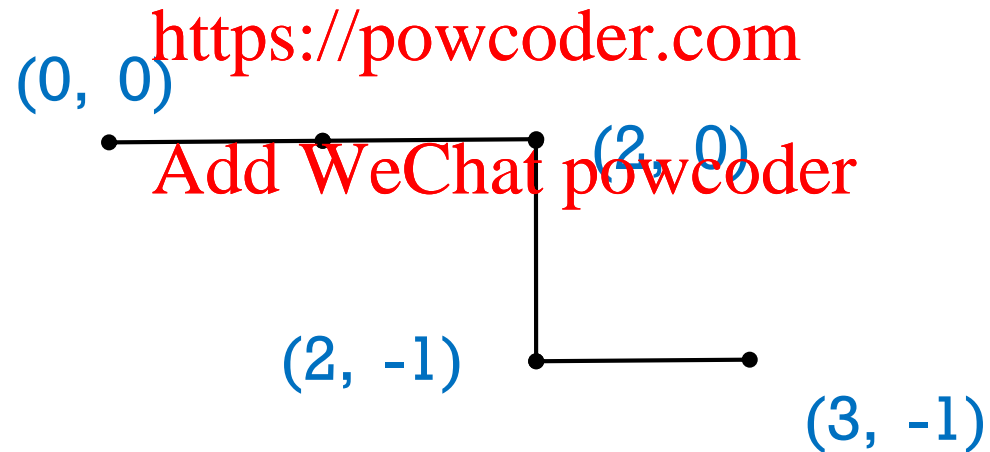 https://powcoder.com
(0, 0)
(2, 0)
Add WeChat powcoder
(2, -1)
(3, -1)